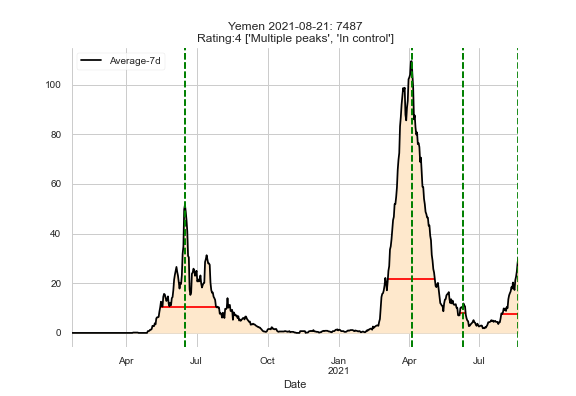 Yemen 2021-08-21: 7487
Rating:4 ['Multiple peaks', 'In control']
Average-7d
100
80
60
40
20
0
Apr Jul Oct Jan Apr Jul
2021
Date